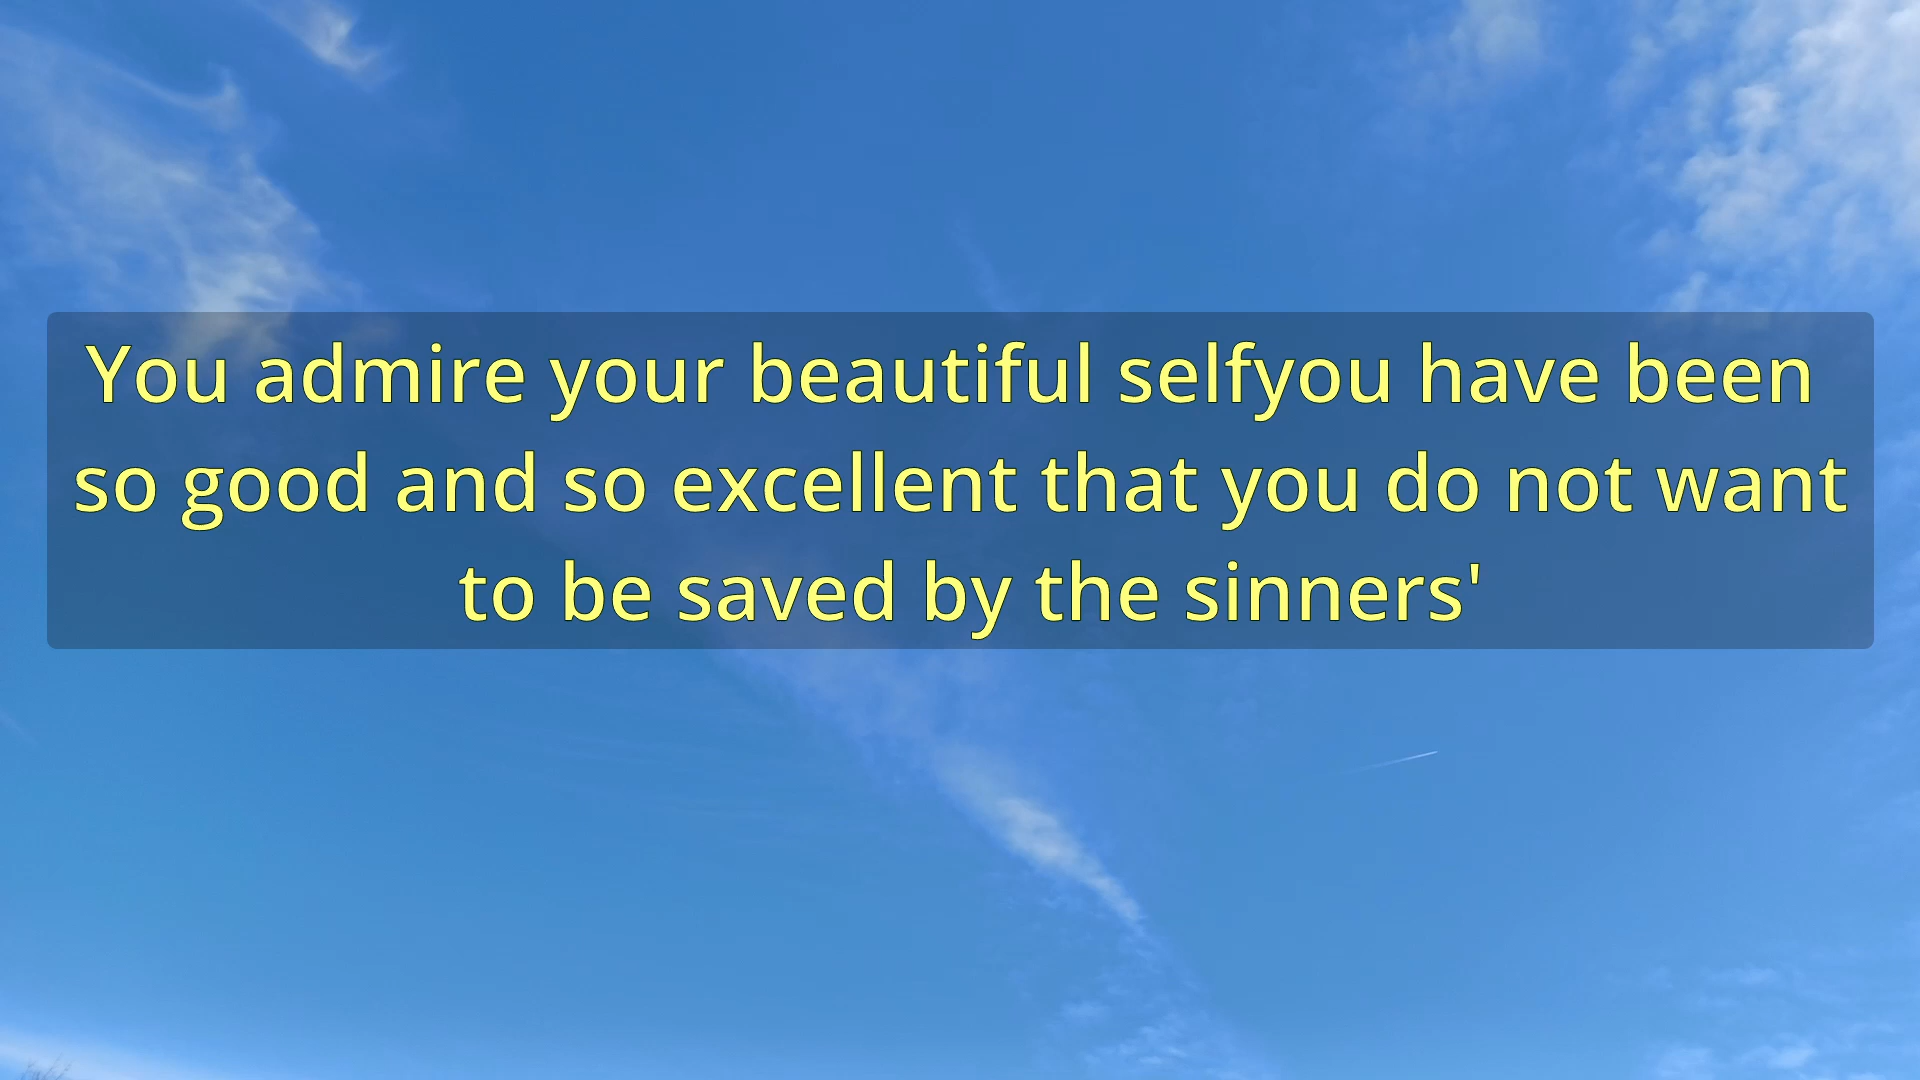 You admire your beautiful selfyou have been
so good and so excellent that you do not want
to be saved by the sinners'